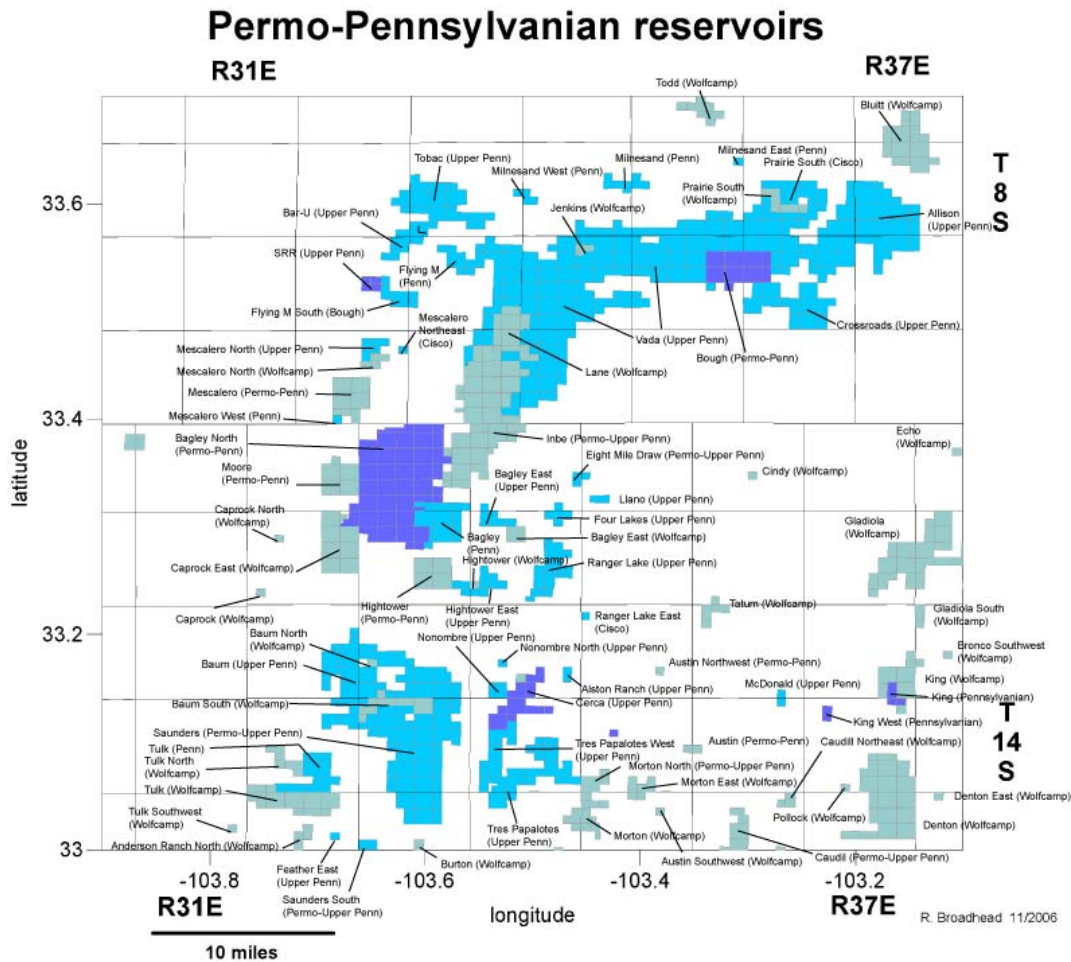 Permo-Pennsylvanian reservoirs
R31E
R37E
Todd (Wolfcamp)
Bluitt (Wolfcamp)
Tobac (Upper Penn)
Milnesand West (Penn)
Milnesand (Penn)
Milnesand East (Penn)
Prairie South (Cisco)
T
8
S
33.6
Bar-U (Upper Penn)
Jenkins (Wolfcamp)
Prairie South
(Wolfcamp)
Allison
(Upper Penn)
SRR (Upper Penn)
Flying M
(Penn)
Flying M South (Bough)
Mescalero
Northeast
(Cisco)
Crossroads (Upper Penn)
Vada (Upper Penn)
Bough (Permo-Penn)
Mescalero North (Upper Penn)
Mescalero North (Wolfcamp)
Lane (Wolfcamp)
Mescalero (Permo-Penn)
Mescalero West (Penn)
33.4
Bagley North
(Permo-Penn)
Inbe (Permo-Upper Penn)
Echo
(Wolfcamp)
Moore
(Permo-Penn)
Eight Mile Draw (Permo-Upper Penn)
Bagley East
(Upper Penn)
Cindy (Wolfcamp)
latitude
Llano (Upper Penn)
Caprock North
(Wolfcamp)
Four Lakes (Upper Penn)
Gladiola
(Wolfcamp)
Bagley
(Penn)
Bagley East (Wolfcamp)
Hightower (Wolfcamp)
Caprock East (Wolfcamp)
Ranger Lake (Upper Penn)
Hightower
(Permo-Penn)
Hightower East
(Upper Penn)
Caprock (Wolfcamp)
Tatum (Wolfcamp)
Ranger Lake East
(Cisco)
Gladiola South
(Wolfcamp)
33.2
Baum North
(Wolfcamp)
Nonombre (Upper Penn)
Nonombre North (Upper Penn)
Bronco Southwest
(Wolfcamp)
Baum (Upper Penn)
Austin Northwest (Permo-Penn)
King (Wolfcamp)
Alston Ranch (Upper Penn)
McDonald (Upper Penn)
King (Pennsylvanian)
Baum South (Wolfcamp)
Cerca (Upper Penn)
T
14
S
King West (Pennsylvanian)
Saunders (Permo-Upper Penn)
Tulk (Penn)
Tulk North
(Wolfcamp)
Tres Papalotes West
(Upper Penn)
Austin (Permo-Penn)
Caudill Northeast (Wolfcamp)
Morton North (Permo-Upper Penn)
Morton East (Wolfcamp)
Tulk (Wolfcamp)
Denton East (Wolfcamp)
Tulk Southwest
(Wolfcamp)
Pollock (Wolfcamp)
Denton (Wolfcamp)
Tres Papalotes
(Upper Penn)
Morton (Wolfcamp)
Anderson Ranch North (Wolfcamp)
33
Caudil (Permo-Upper Penn)
Burton (Wolfcamp)
Austin Southwest (Wolfcamp)
Feather East
(Upper Penn)
Saunders South
(Permo-Upper Penn)
-103.8
-103.6
-103.4
-103.2
R31E
longitude
R37E
R. Broadhead 11/2006
10 miles